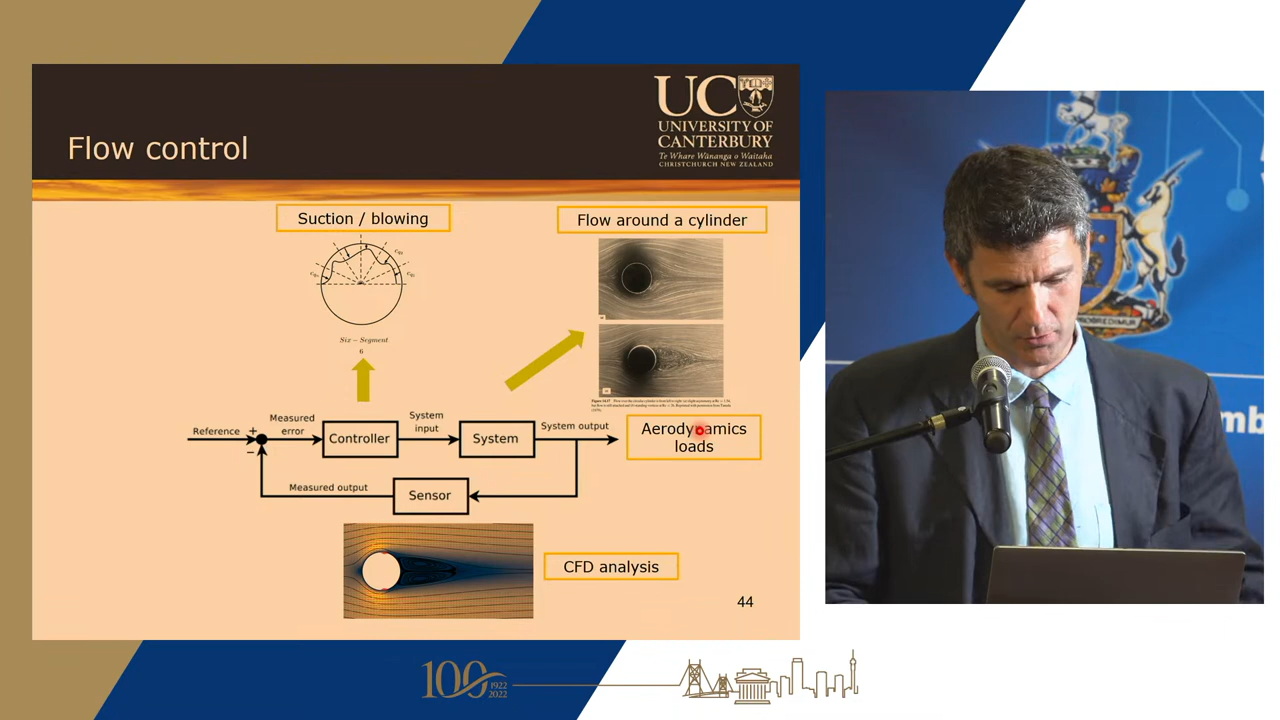 Flow control
UC
UNIVERSITY OF
CANTERBURY
Te Whare Wānanga o Waitaha
CHRISTCHURCH NEW ZEALAND
Suction / blowing
Flow around a cylinder
Six – Segment
6
Reference
+
−
Measured
error
Controller
System
input
System
System output
Aerodynamics
loads
Measured output
Sensor
CFD analysis
44
100
1922
2022